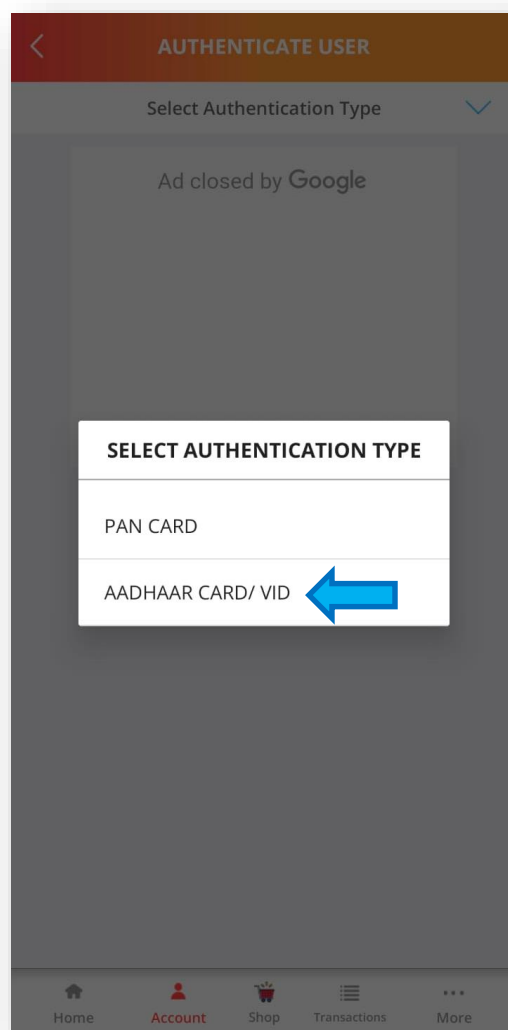 AUTHENTICATE USER
Select Authentication Type
Ad closed by Google
SELECT AUTHENTICATION TYPE
PAN CARD
AADHAAR CARD/ VID
Home Account Shop Transactions More